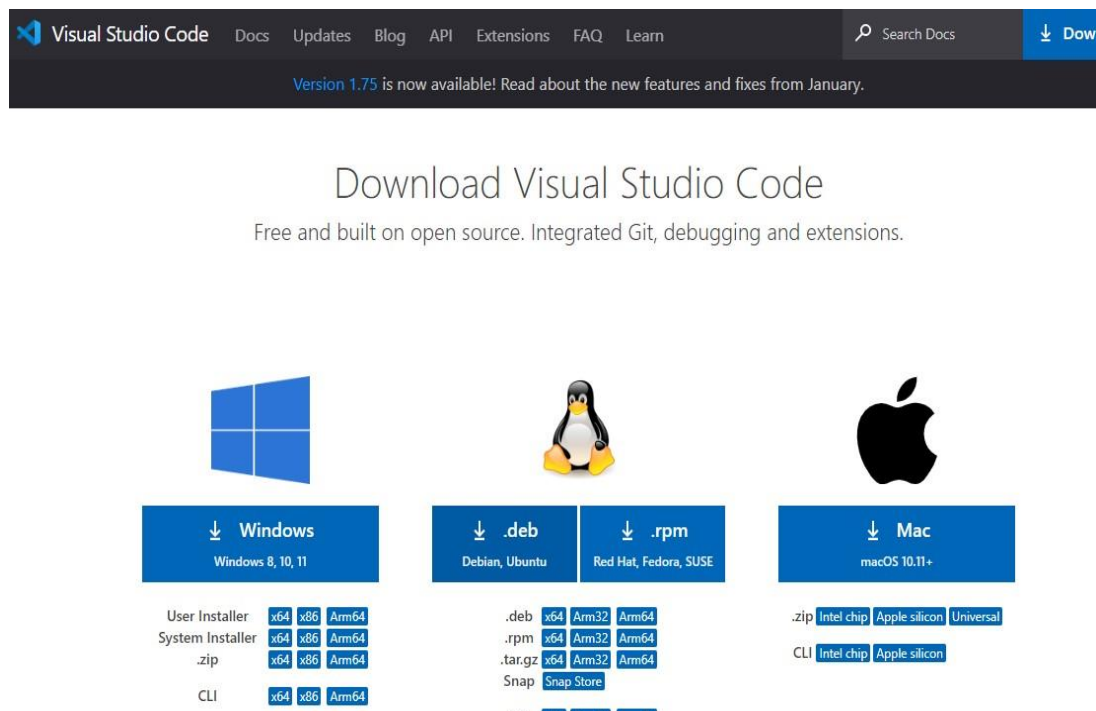 Visual Studio Code Docs Updates Blog API Extensions FAQ Learn Search Docs
Version 1.75 is now available! Read about the new features and fixes from January.
Download Visual Studio Code
Free and built on open source. Integrated Git, debugging and extensions.
Windows
Windows 8, 10, 11
User Installer x64 x86 Arm64
System Installer x64 x86 Arm64
.zip x64 x86 Arm64
CLI x64 x86 Arm64
.deb
Debian, Ubuntu
.rpm
Red Hat, Fedora, SUSE
.deb x64 Arm32 Arm64
.rpm x64 Arm32 Arm64
.tar.gz x64 Arm32 Arm64
Snap Snap Store
Mac
macOS 10.11+
.zip Intel chip Apple silicon Universal
CLI Intel chip Apple silicon